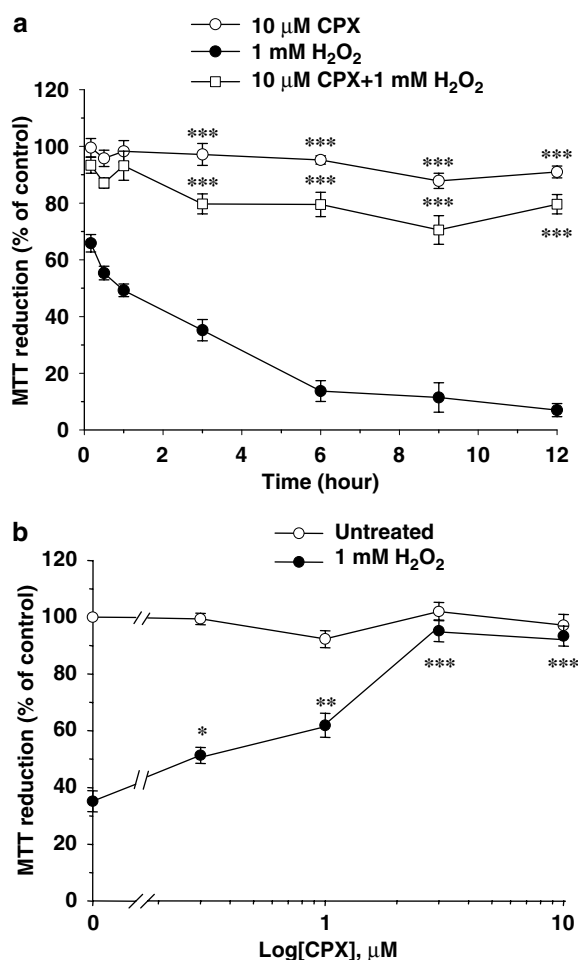 a
10 μM CPX
1 mM H₂O₂
10 μM CPX+1 mM H₂O₂
120
100
80
60
40
20
0
MTT reduction (% of control)
*** *** *** ***
*** *** *** ***
0 2 4 6 8 10 12
Time (hour)
b
Untreated
1 mM H₂O₂
120
100
80
60
40
20
0
MTT reduction (% of control)
* ** *** ***
0 1 10
Log[CPX], μM